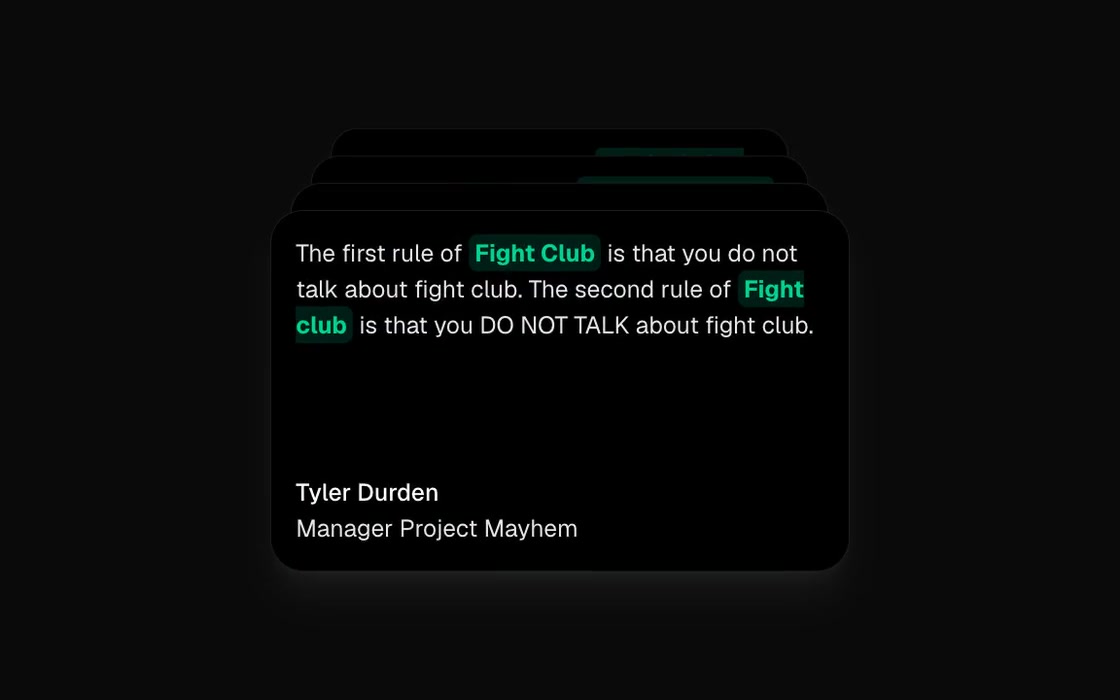 The first rule of Fight Club is that you do not
talk about fight club. The second rule of Fight
club is that you DO NOT TALK about fight club.
Tyler Durden
Manager Project Mayhem